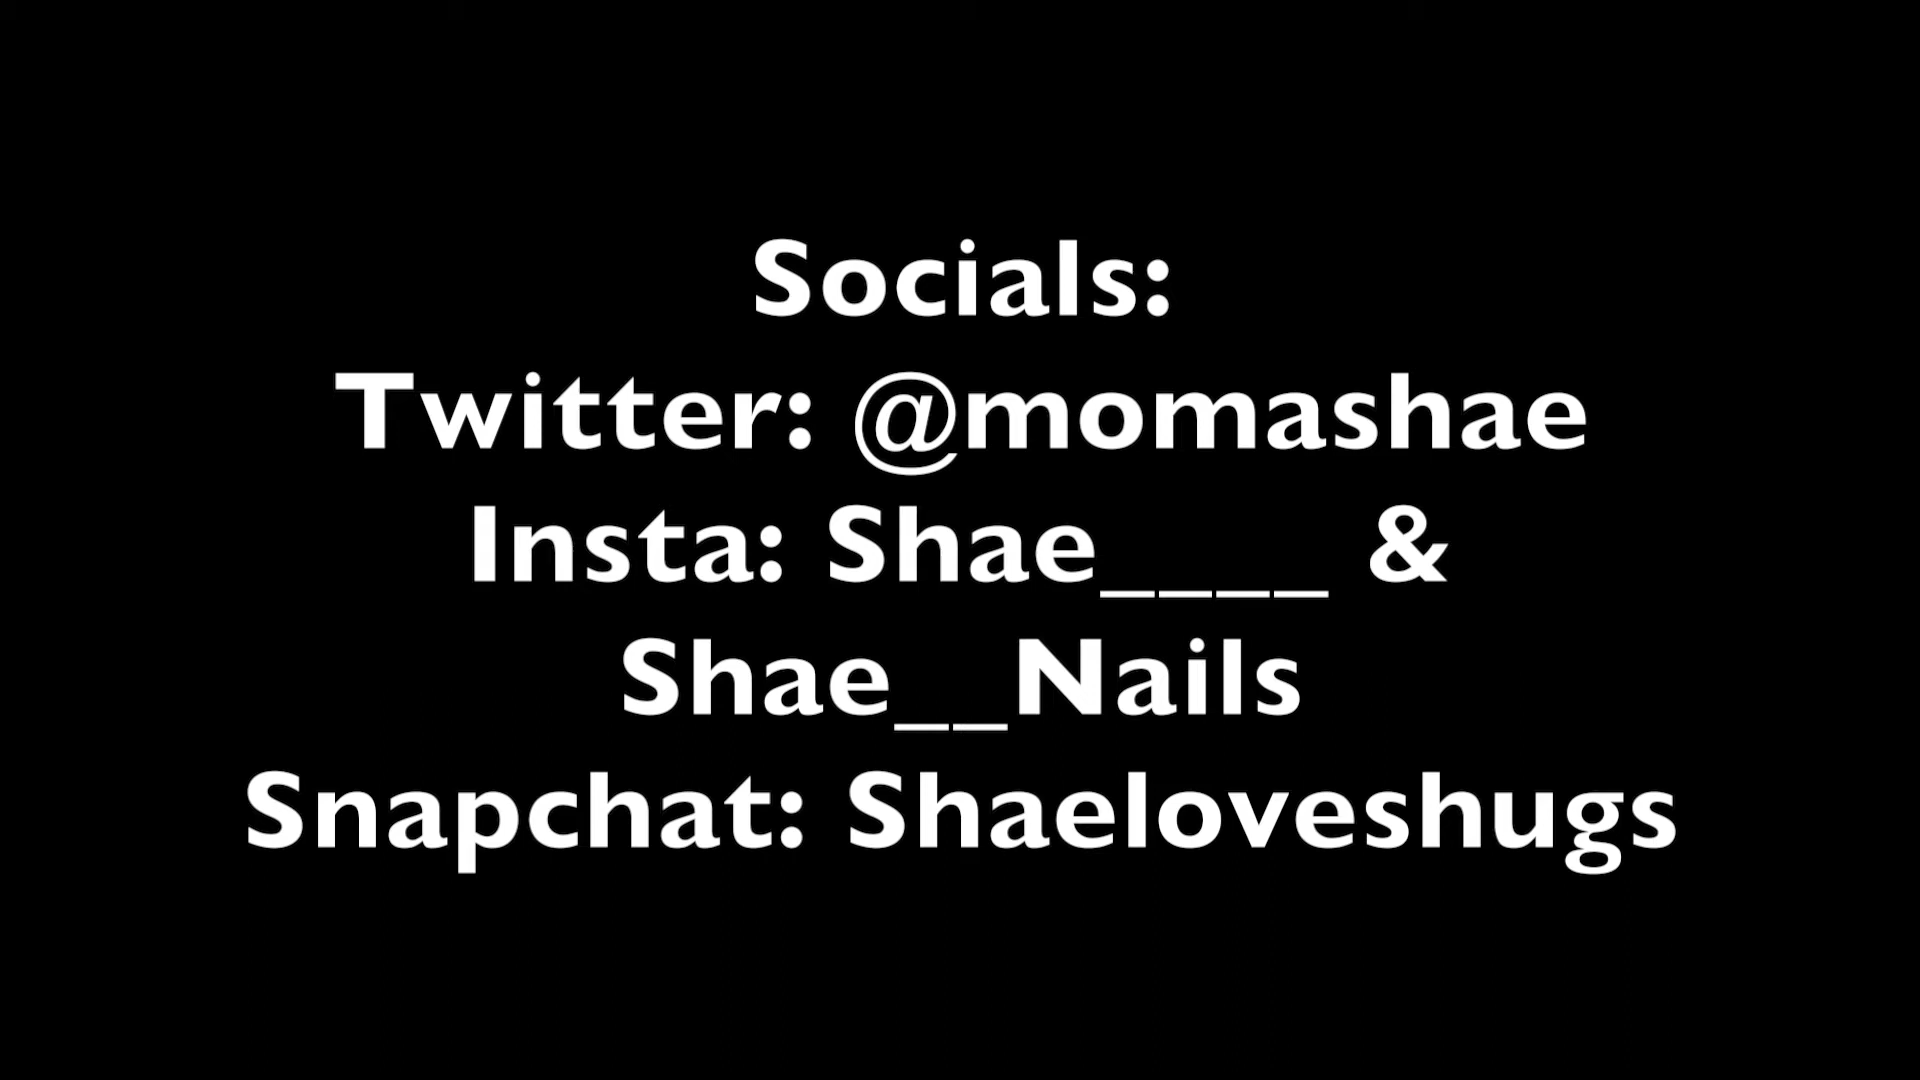 Socials:
Twitter: @momashae
Insta: Shae____ &
Shae__Nails
Snapchat: Shaeloveshugs